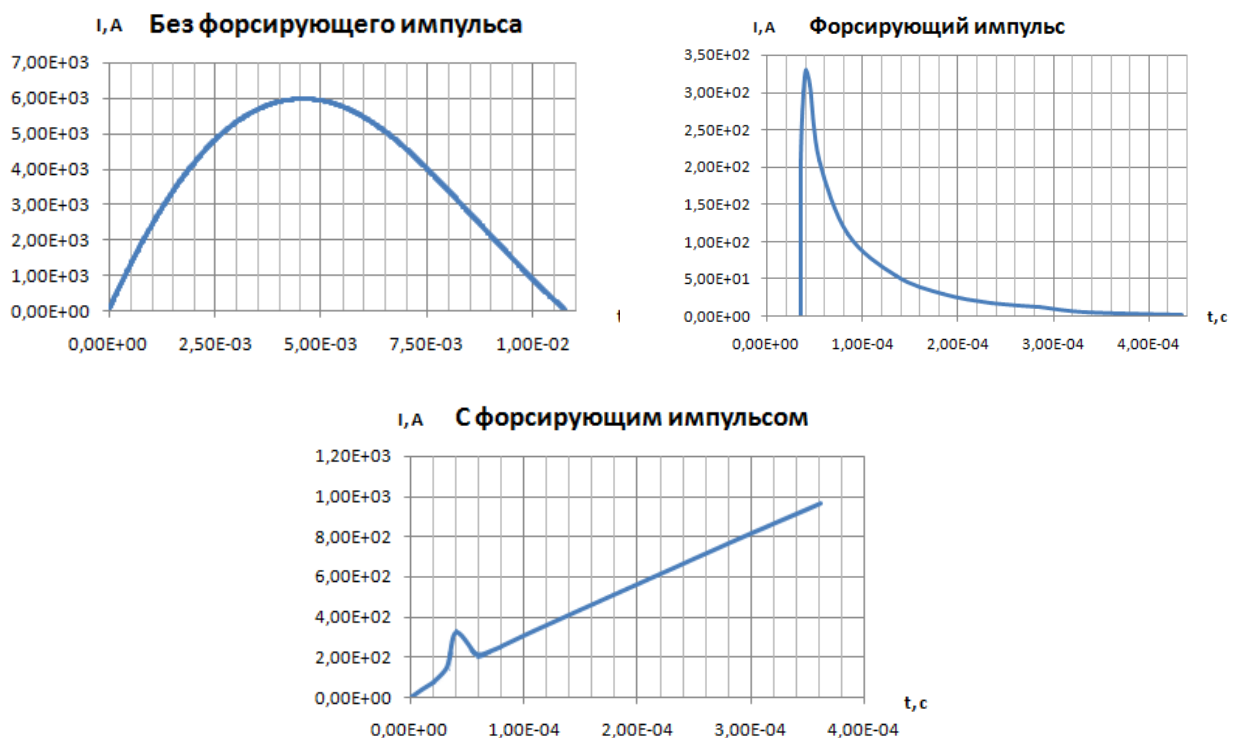 I, A Без форсирующего импульса
7,00E+03
6,00E+03
5,00E+03
4,00E+03
3,00E+03
2,00E+03
1,00E+03
0,00E+00
t
0,00E+00 2,50E-03 5,00E-03 7,50E-03 1,00E-02
I, A Форсирующий импульс
3,50E+02
3,00E+02
2,50E+02
2,00E+02
1,50E+02
1,00E+02
5,00E+01
0,00E+00
t, c
0,00E+00 1,00E-04 2,00E-04 3,00E-04 4,00E-04
I, A С форсирующим импульсом
1,20E+03
1,00E+03
8,00E+02
6,00E+02
4,00E+02
2,00E+02
0,00E+00
t, c
0,00E+00 1,00E-04 2,00E-04 3,00E-04 4,00E-04